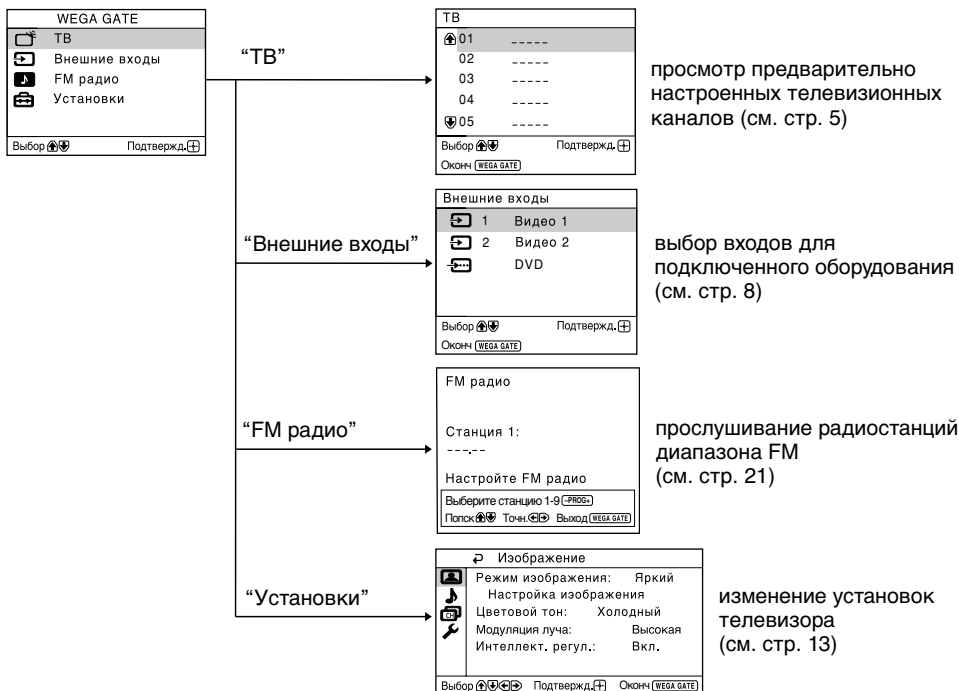 WEGA GATE
ТВ
Внешние входы
FM радио
Установки
Выбор Подтвержд.
“ТВ”
ТВ
01 -----
02 -----
03 -----
04 -----
05 -----
Выбор Подтвержд.
Оконч WEGA GATE
просмотр предварительно
настроенных телевизионных
каналов (см. стр. 5)
“Внешние входы”
Внешние входы
1 Видео 1
2 Видео 2
DVD
Выбор Подтвержд.
Оконч WEGA GATE
выбор входов для
подключенного оборудования
(см. стр. 8)
“FM радио”
FM радио
Станция 1:
---.--
Настройте FM радио
Выберите станцию 1-9 -PROG+
Попск Точн. Выход WEGA GATE
прослушивание радиостанций
диапазона FM
(см. стр. 21)
“Установки”
Изображение
Режим изображения: Яркий
Настройка изображения
Цветовой тон: Холодный
Модуляция луча: Высокая
Интеллект. регул.: Вкл.
Выбор Подтвержд. Оконч WEGA GATE
изменение установок
телевизора
(см. стр. 13)